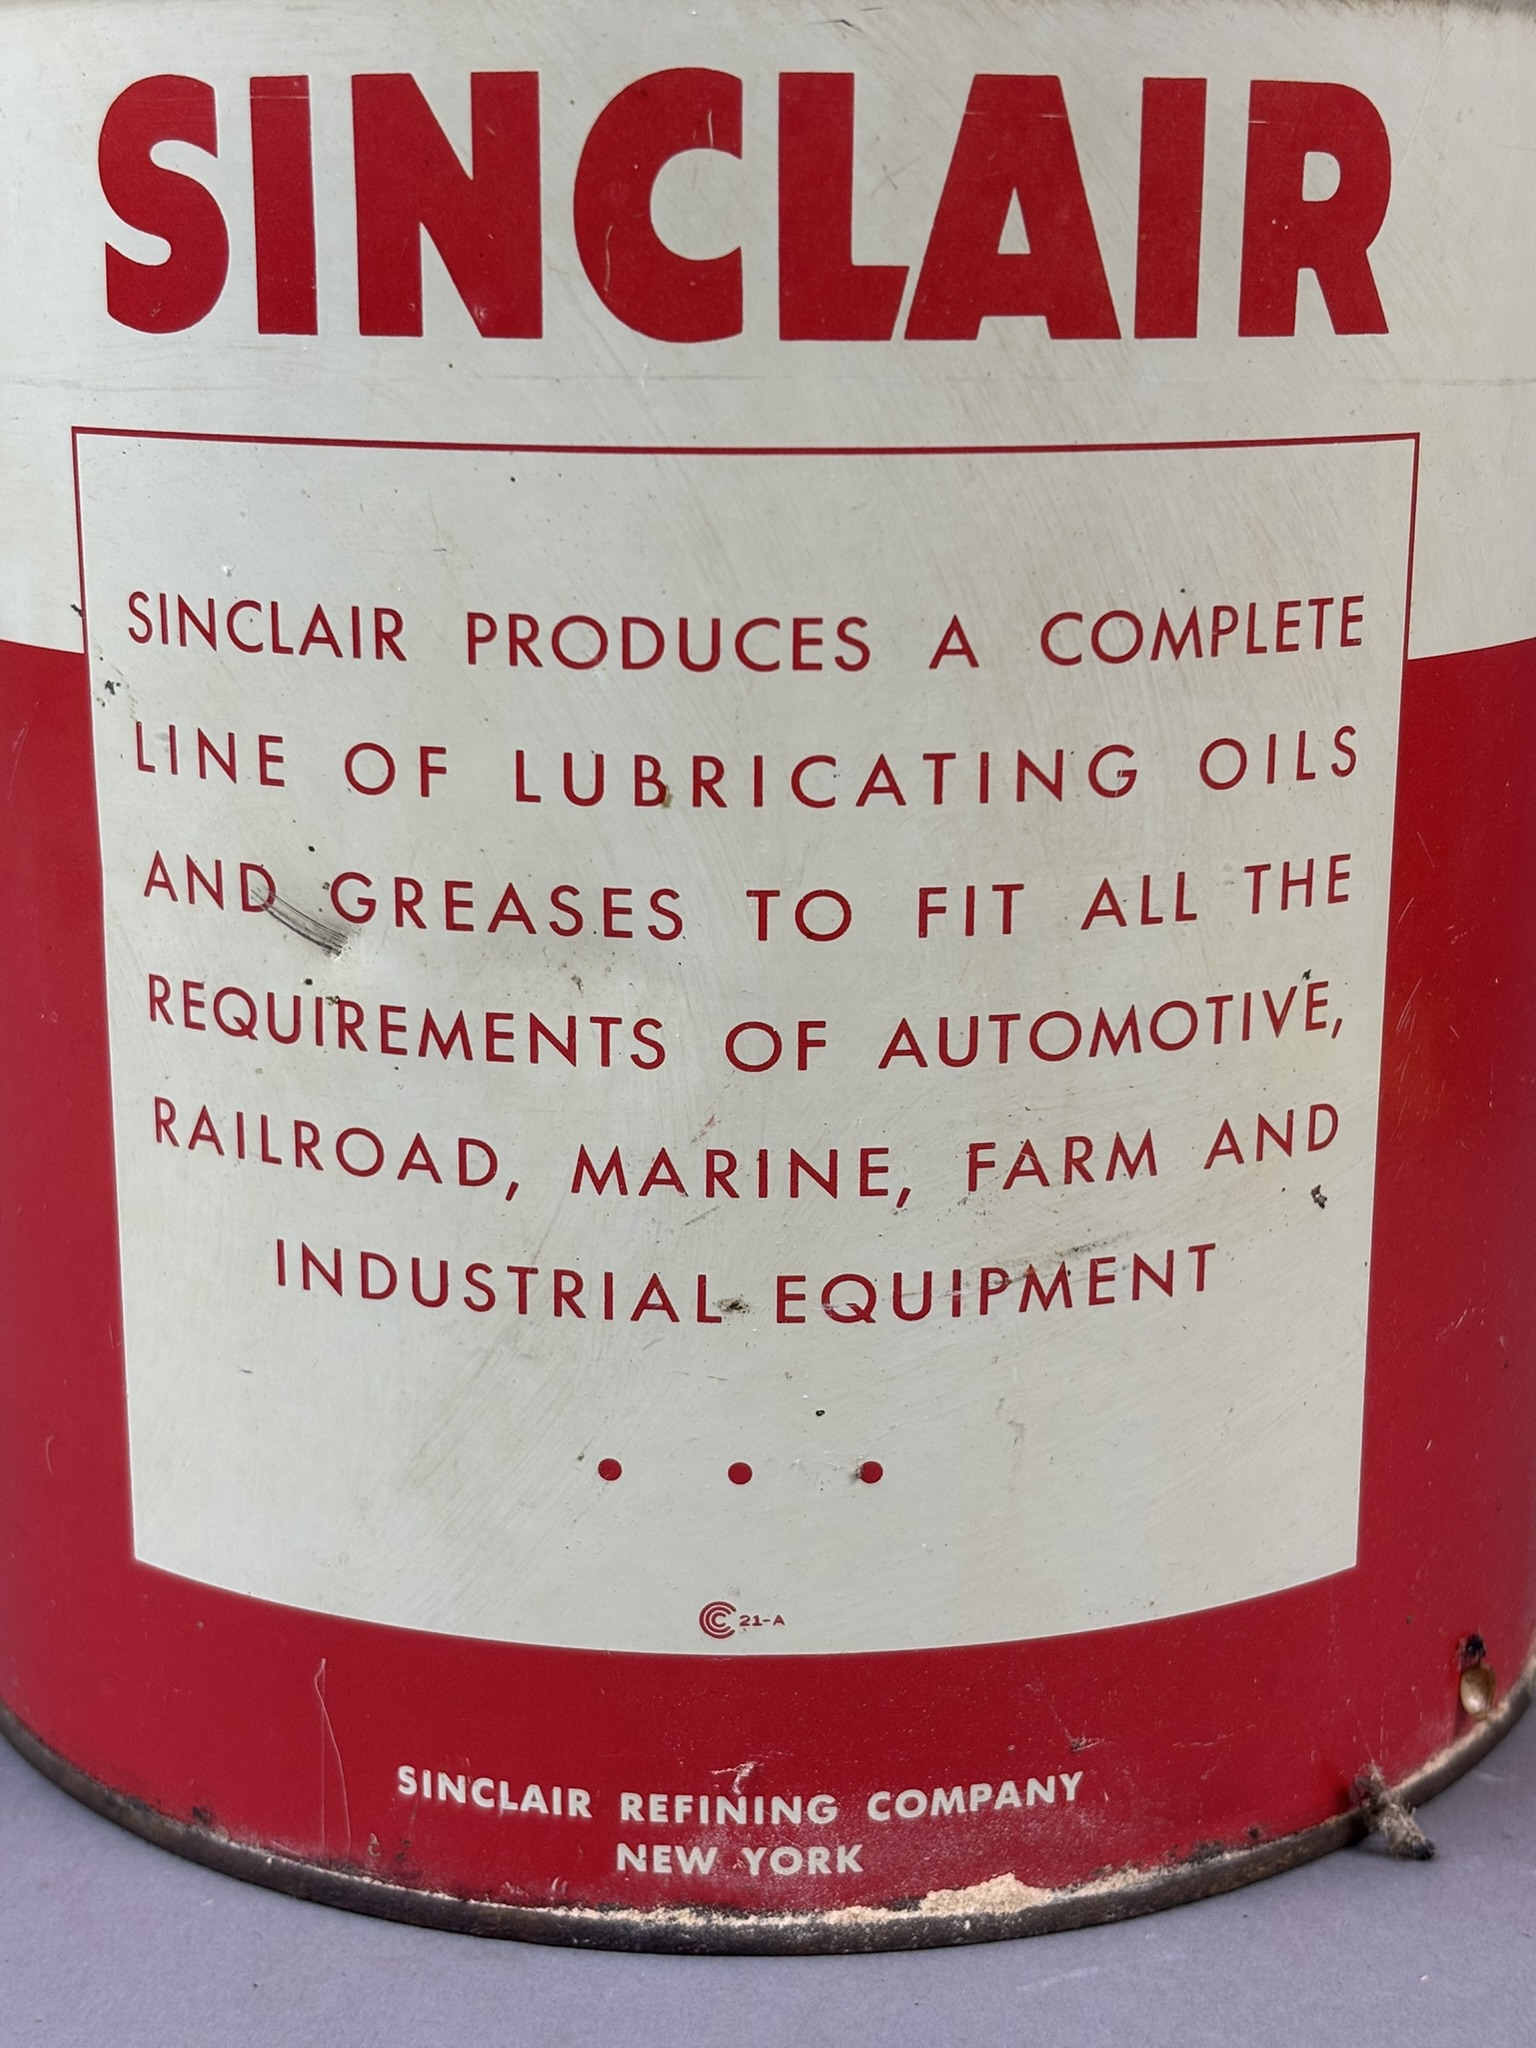 SINCLAIR
SINCLAIR PRODUCES A COMPLETE
LINE OF LUBRICATING OILS
AND GREASES TO FIT ALL THE
REQUIREMENTS OF AUTOMOTIVE,
RAILROAD, MARINE, FARM AND
INDUSTRIAL EQUIPMENT
• • •
CCC 21-A
SINCLAIR REFINING COMPANY
NEW YORK